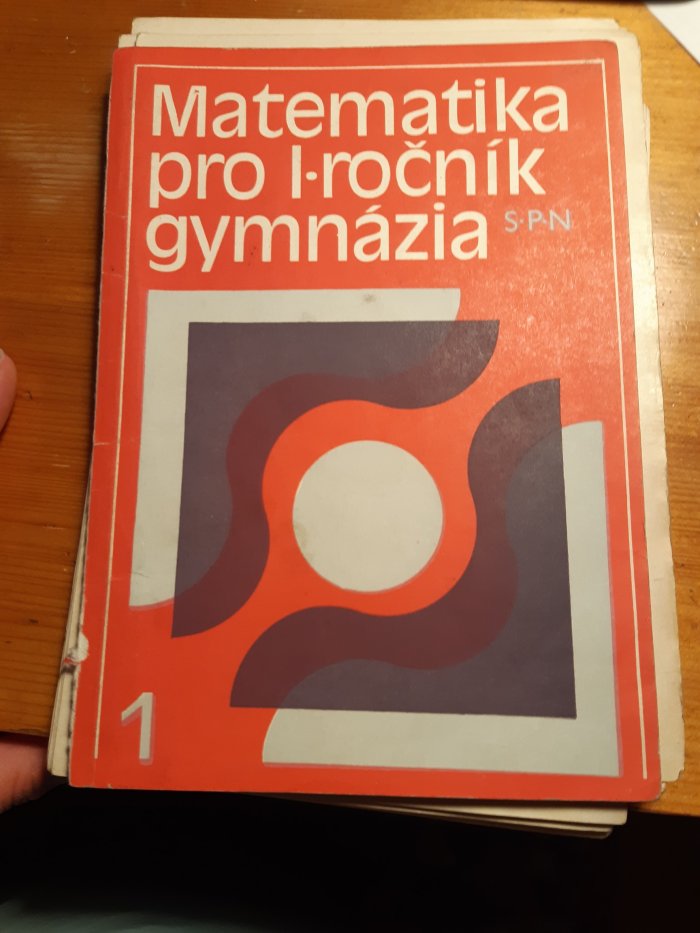 Matematika
pro I·ročník
gymnázia S·P·N
1